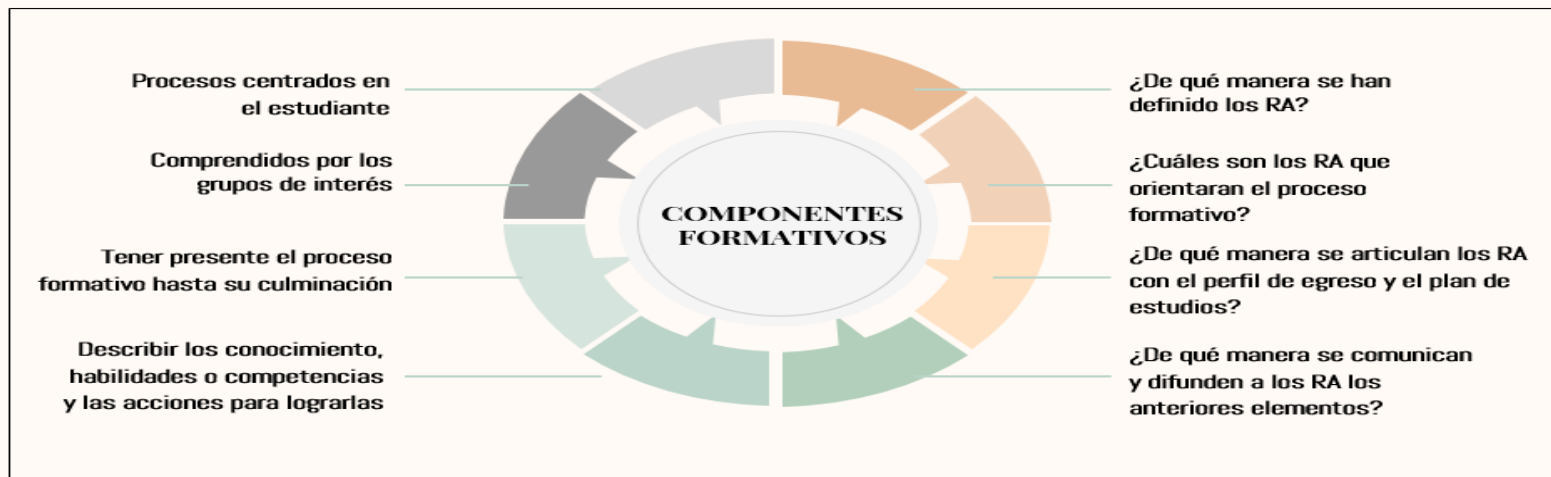 Procesos centrados en
el estudiante
Comprendidos por los
grupos de interés
Tener presente el proceso
formativo hasta su culminación
Describir los conocimiento,
habilidades o competencias
y las acciones para lograrlas
COMPONENTES
FORMATIVOS
¿De qué manera se han
definido los RA?
¿Cuáles son los RA que
orientaran el proceso
formativo?
¿De qué manera se articulan los RA
con el perfil de egreso y el plan de
estudios?
¿De qué manera se comunican
y difunden a los RA los
anteriores elementos?